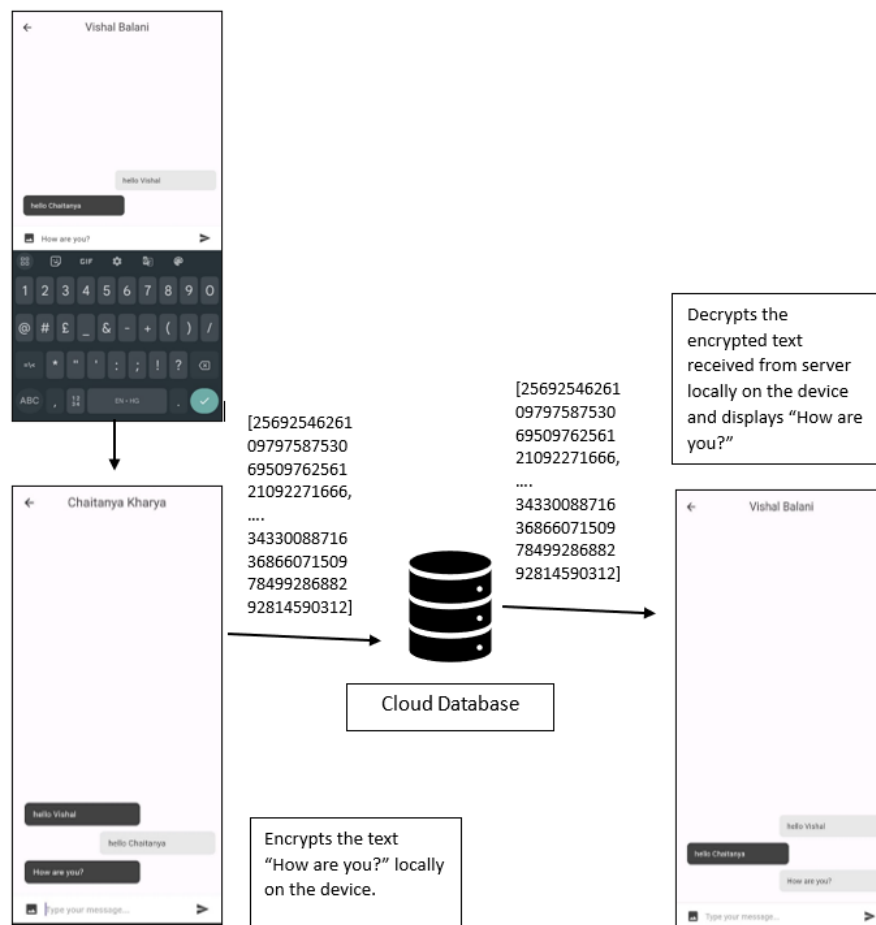 ← Vishal Balani
hello Vishal
hello Chaitanya
How are you?
GIF
1 2 3 4 5 6 7 8 9 0
@ # £ _ & - + ( ) /
=\< * " ' : ; ! ?
ABC , 12 34 EN • HG .
← Chaitanya Kharya
hello Vishal
hello Chaitanya
How are you?
Type your message...
[25692546261
09797587530
69509762561
21092271666,
....
34330088716
36866071509
78499286882
92814590312]
Encrypts the text
“How are you?” locally
on the device.
Cloud Database
[25692546261
09797587530
69509762561
21092271666,
....
34330088716
36866071509
78499286882
92814590312]
Decrypts the
encrypted text
received from server
locally on the device
and displays “How are
you?”
← Vishal Balani
hello Vishal
hello Chaitanya
How are you?
Type your message...